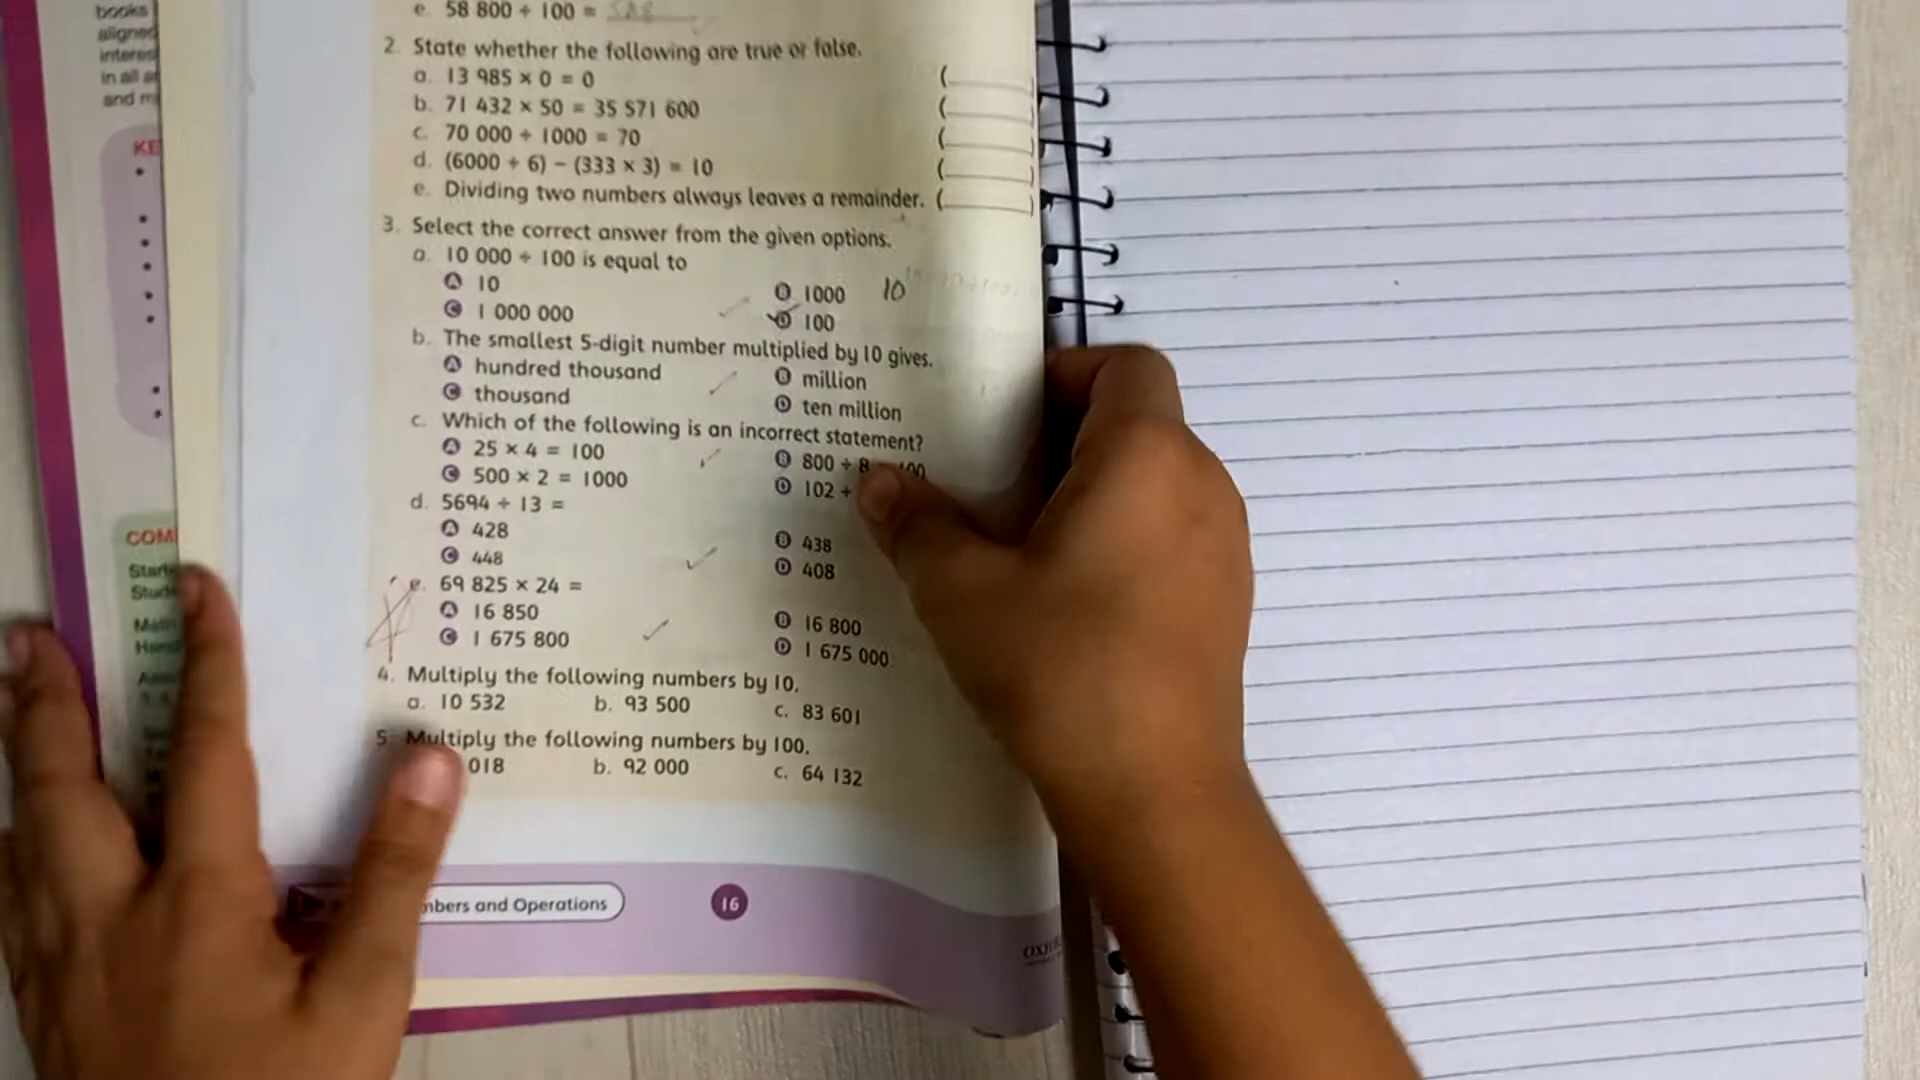 books
aligned
interes
in all
and
KE
COM
e. 58 800 ÷ 100 = 588
2. State whether the following are true or false.
a. 13 985 × 0 = 0 (
b. 71 432 × 50 = 35 571 600 (
c. 70 000 ÷ 1000 = 70 (
d. (6000 ÷ 6) − (333 × 3) = 10 ( )
e. Dividing two numbers always leaves a remainder. ( )
3. Select the correct answer from the given options.
a. 10 000 ÷ 100 is equal to
A 10 B 1000 10
C 1 000 000 D 100
b. The smallest 5-digit number multiplied by 10 gives.
A hundred thousand B million
C thousand D ten million
c. Which of the following is an incorrect statement?
A 25 × 4 = 100 B 800 ÷ 8 = 100
C 500 × 2 = 1000 D 102 ÷
d. 5694 ÷ 13 =
A 428 B 438
C 448 D 408
e. 69 825 × 24 =
A 16 850 B 16 800
C 1 675 800 D 1 675 000
4. Multiply the following numbers by 10.
a. 10 532 b. 93 500 c. 83 601
5. Multiply the following numbers by 100.
018 b. 92 000 c. 64 132
mbers and Operations
16